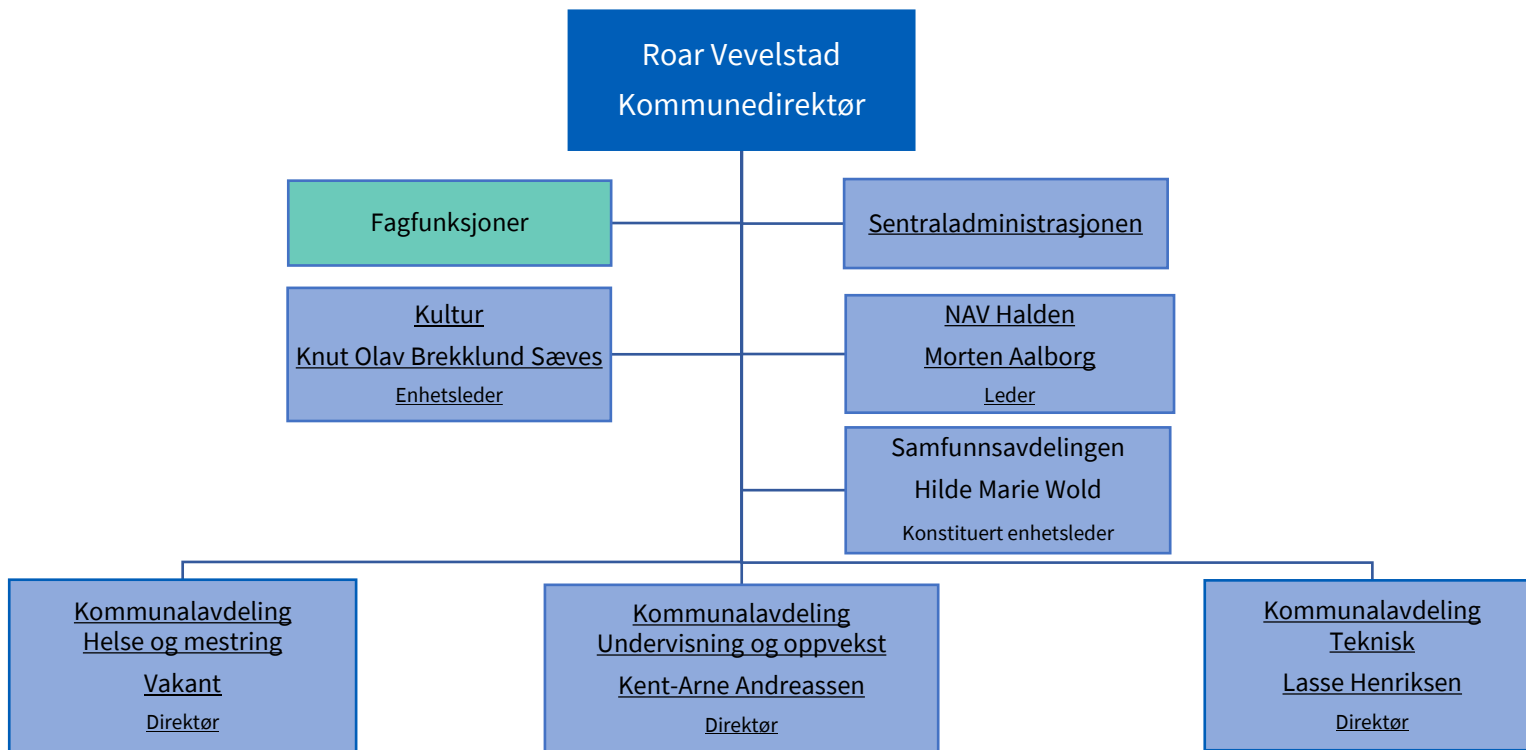 Roar Vevelstad
Kommunedirektør
Fagfunksjoner
Sentraladministrasjonen
Kultur
Knut Olav Brekklund Sæves
Enhetsleder
NAV Halden
Morten Aalborg
Leder
Samfunnsavdelingen
Hilde Marie Wold
Konstituert enhetsleder
Kommunalavdeling
Helse og mestring
Vakant
Direktør
Kommunalavdeling
Undervisning og oppvekst
Kent-Arne Andreassen
Direktør
Kommunalavdeling
Teknisk
Lasse Henriksen
Direktør